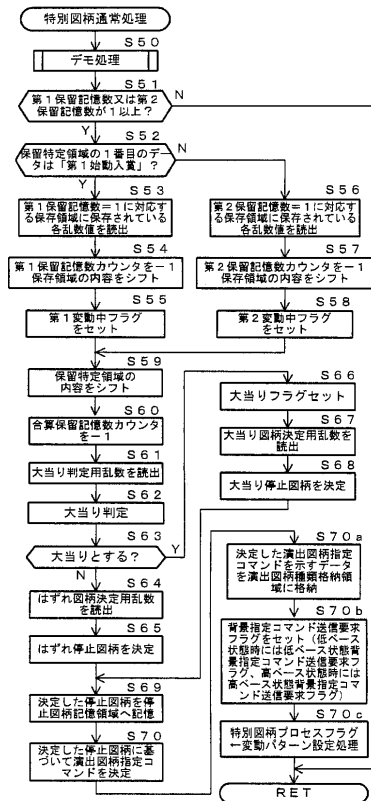 特別図柄通常処理
S50
デモ処理
S51
第1保留記憶数又は第2
保留記憶数が1以上?
N
Y
S52
保留特定領域の1番目のデー
タは「第1始動入賞」?
N
Y
S53
第1保留記憶数=1に対応す
る保存領域に保存されている
各乱数値を読出
S54
第1保留記憶数カウンタを-1
保存領域の内容をシフト
S55
第1変動中フラグ
をセット
S56
第2保留記憶数=1に対応す
る保存領域に保存されている
各乱数値を読出
S57
第2保留記憶数カウンタを-1
保存領域の内容をシフト
S58
第2変動中フラグ
をセット
S59
保留特定領域の
内容をシフト
S60
合算保留記憶数カウンタ
を-1
S61
大当り判定用乱数を読出
S62
大当り判定
S63
大当りとする?
Y
N
S64
はずれ図柄決定用乱数
を読出
S65
はずれ停止図柄を決定
S66
大当りフラグセット
S67
大当り図柄決定用乱数を
読出
S68
大当り停止図柄を決定
S69
決定した停止図柄を停
止図柄記憶領域へ記憶
S70
決定した停止図柄に基
づいて演出図柄指定コ
マンドを決定
S70a
決定した演出図柄指定
コマンドを示すデータ
を演出図柄種類格納領
域に格納
S70b
背景指定コマンド送信要求
フラグをセット(低ベース
状態時には低ベース状態背
景指定コマンド送信要求フ
ラグ、高ベース状態時には
高ベース状態背景指定コマ
ンド送信要求フラグ)
S70c
特別図柄プロセスフラグ
←変動パターン設定処理
RET